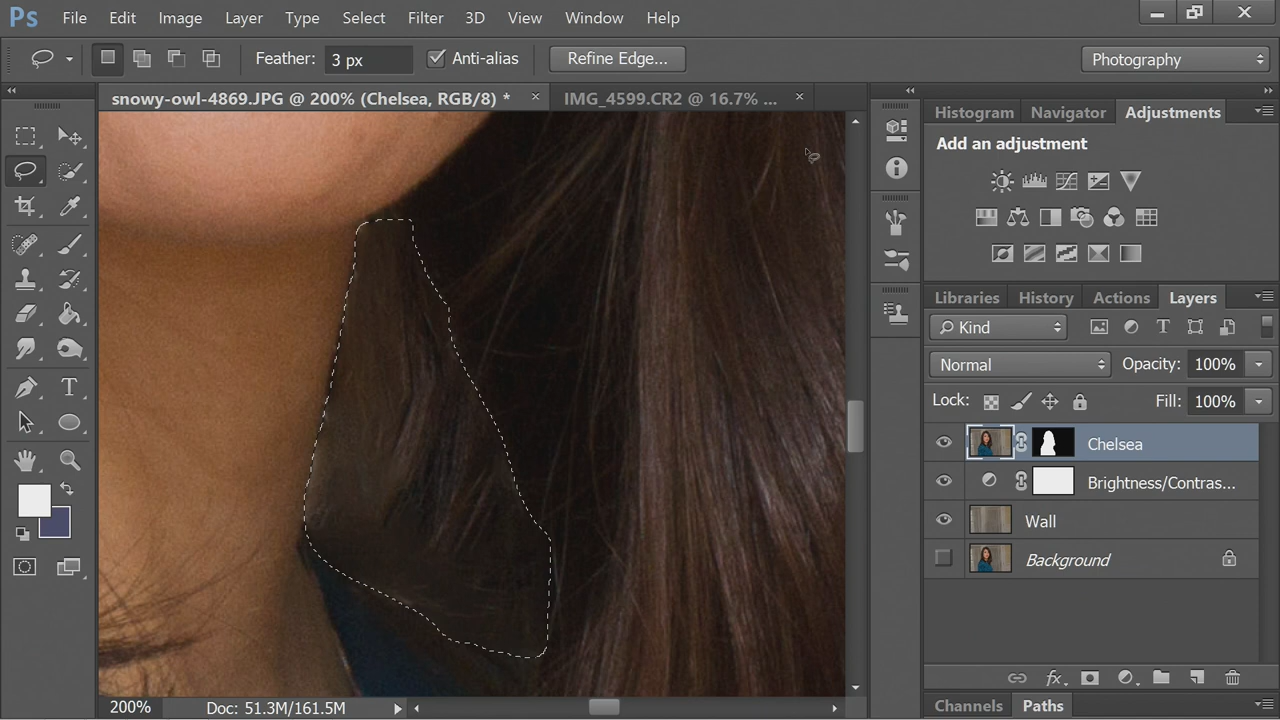 Ps File Edit Image Layer Type Select Filter 3D View Window Help
Feather: 3 px Anti-alias Refine Edge... Photography
snowy-owl-4869.JPG @ 200% (Chelsea, RGB/8) * × IMG_4599.CR2 @ 16.7% ... ×
Histogram Navigator Adjustments
Add an adjustment
Libraries History Actions Layers
Kind
Normal Opacity: 100%
Lock: Fill: 100%
Chelsea
Brightness/Contras...
Wall
Background
fx
Channels Paths
200% Doc: 51.3M/161.5M